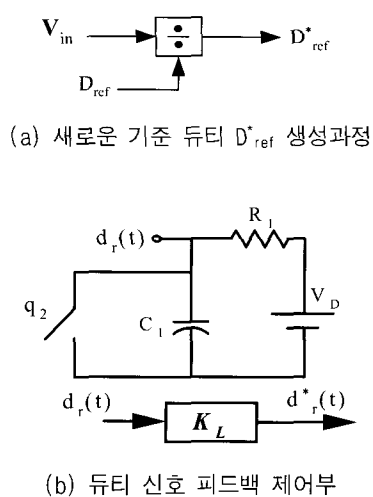 V_in ÷ D*_ref
D_ref
(a) 새로운 기준 듀티 D*_ref 생성과정
R_1
d_r(t)
q_2 C_1 V_D
d_r(t) K_L d*_r(t)
(b) 듀티 신호 피드백 제어부